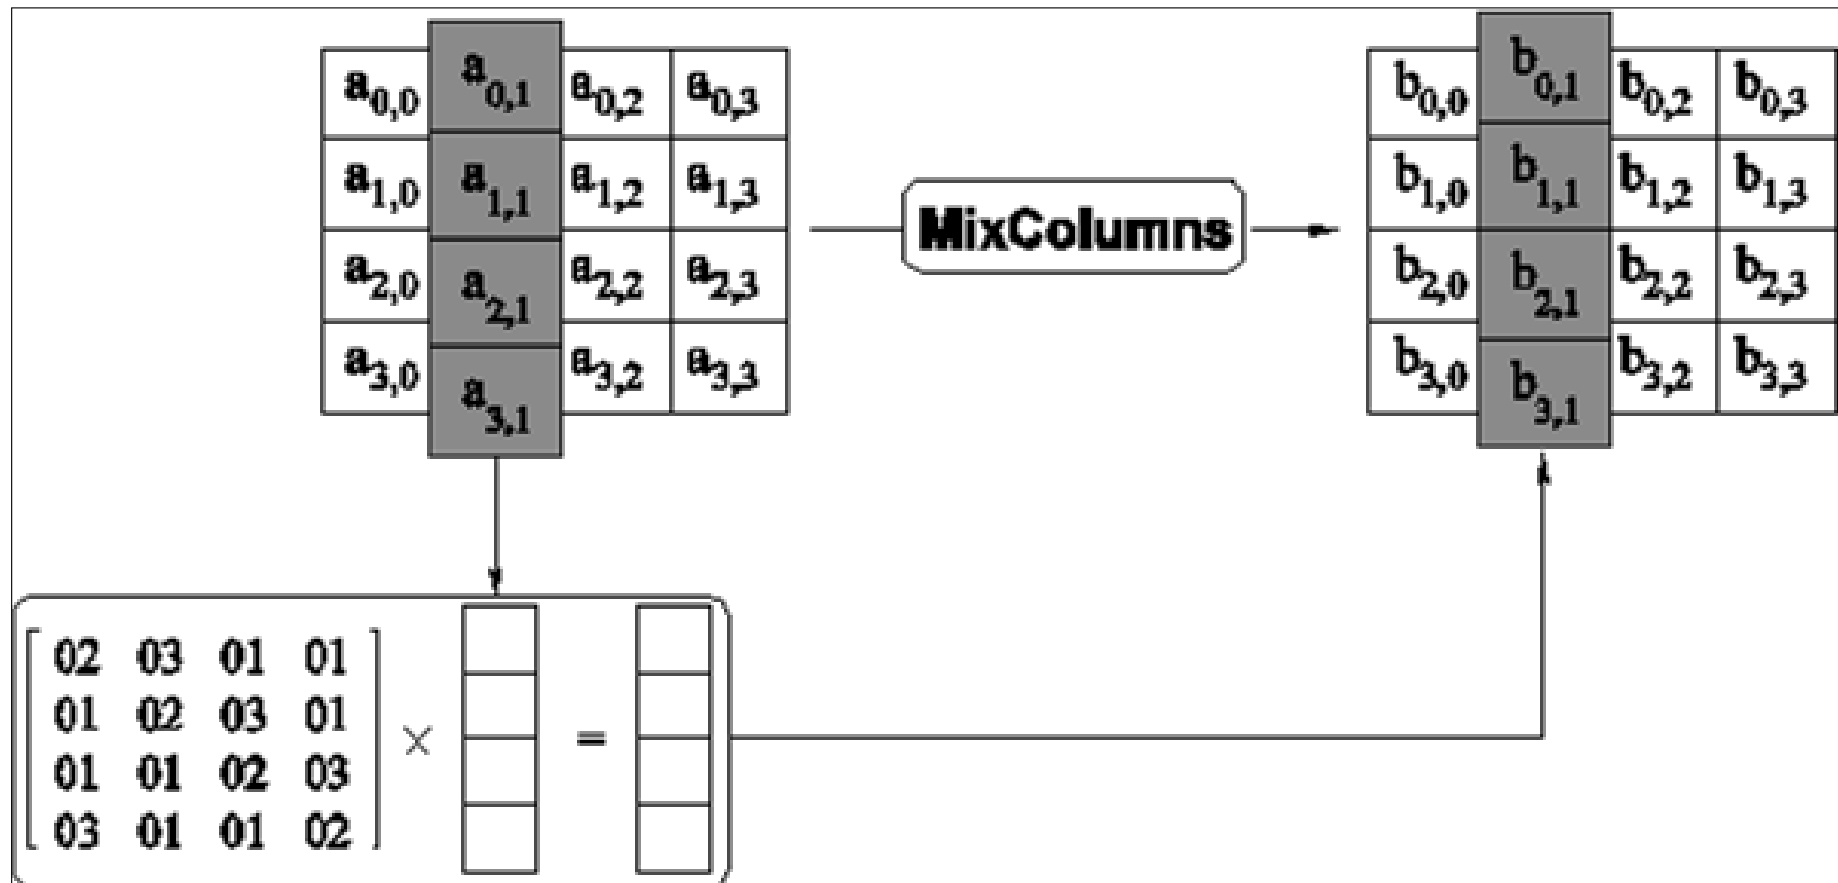 a0,0 a0,1 a0,2 a0,3 b0,0 b0,1 b0,2 b0,3
a1,0 a1,1 a1,2 a1,3 MixColumns b1,0 b1,1 b1,2 b1,3
a2,0 a2,1 a2,2 a2,3 b2,0 b2,1 b2,2 b2,3
a3,0 a3,1 a3,2 a3,3 b3,0 b3,1 b3,2 b3,3
02 03 01 01
01 02 03 01
× =
01 01 02 03
03 01 01 02